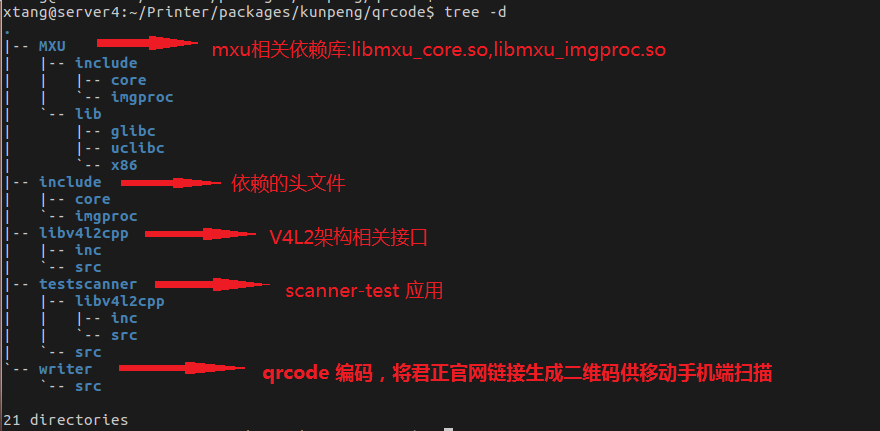 xtang@server4:~/Printer/packages/kunpeng/qrcode$ tree -d
.
|-- MXU mxu相关依赖库:libmxu_core.so,libmxu_imgproc.so
|   |-- include
|   |   |-- core
|   |   `-- imgproc
|   `-- lib
|       |-- glibc
|       |-- uclibc
|       `-- x86
|-- include 依赖的头文件
|   |-- core
|   `-- imgproc
|-- libv4l2cpp V4L2架构相关接口
|   |-- inc
|   `-- src
|-- testscanner scanner-test 应用
|   |-- libv4l2cpp
|   |   |-- inc
|   |   `-- src
|   `-- src
`-- writer qrcode 编码，将君正官网链接生成二维码供移动手机端扫描
    `-- src
21 directories